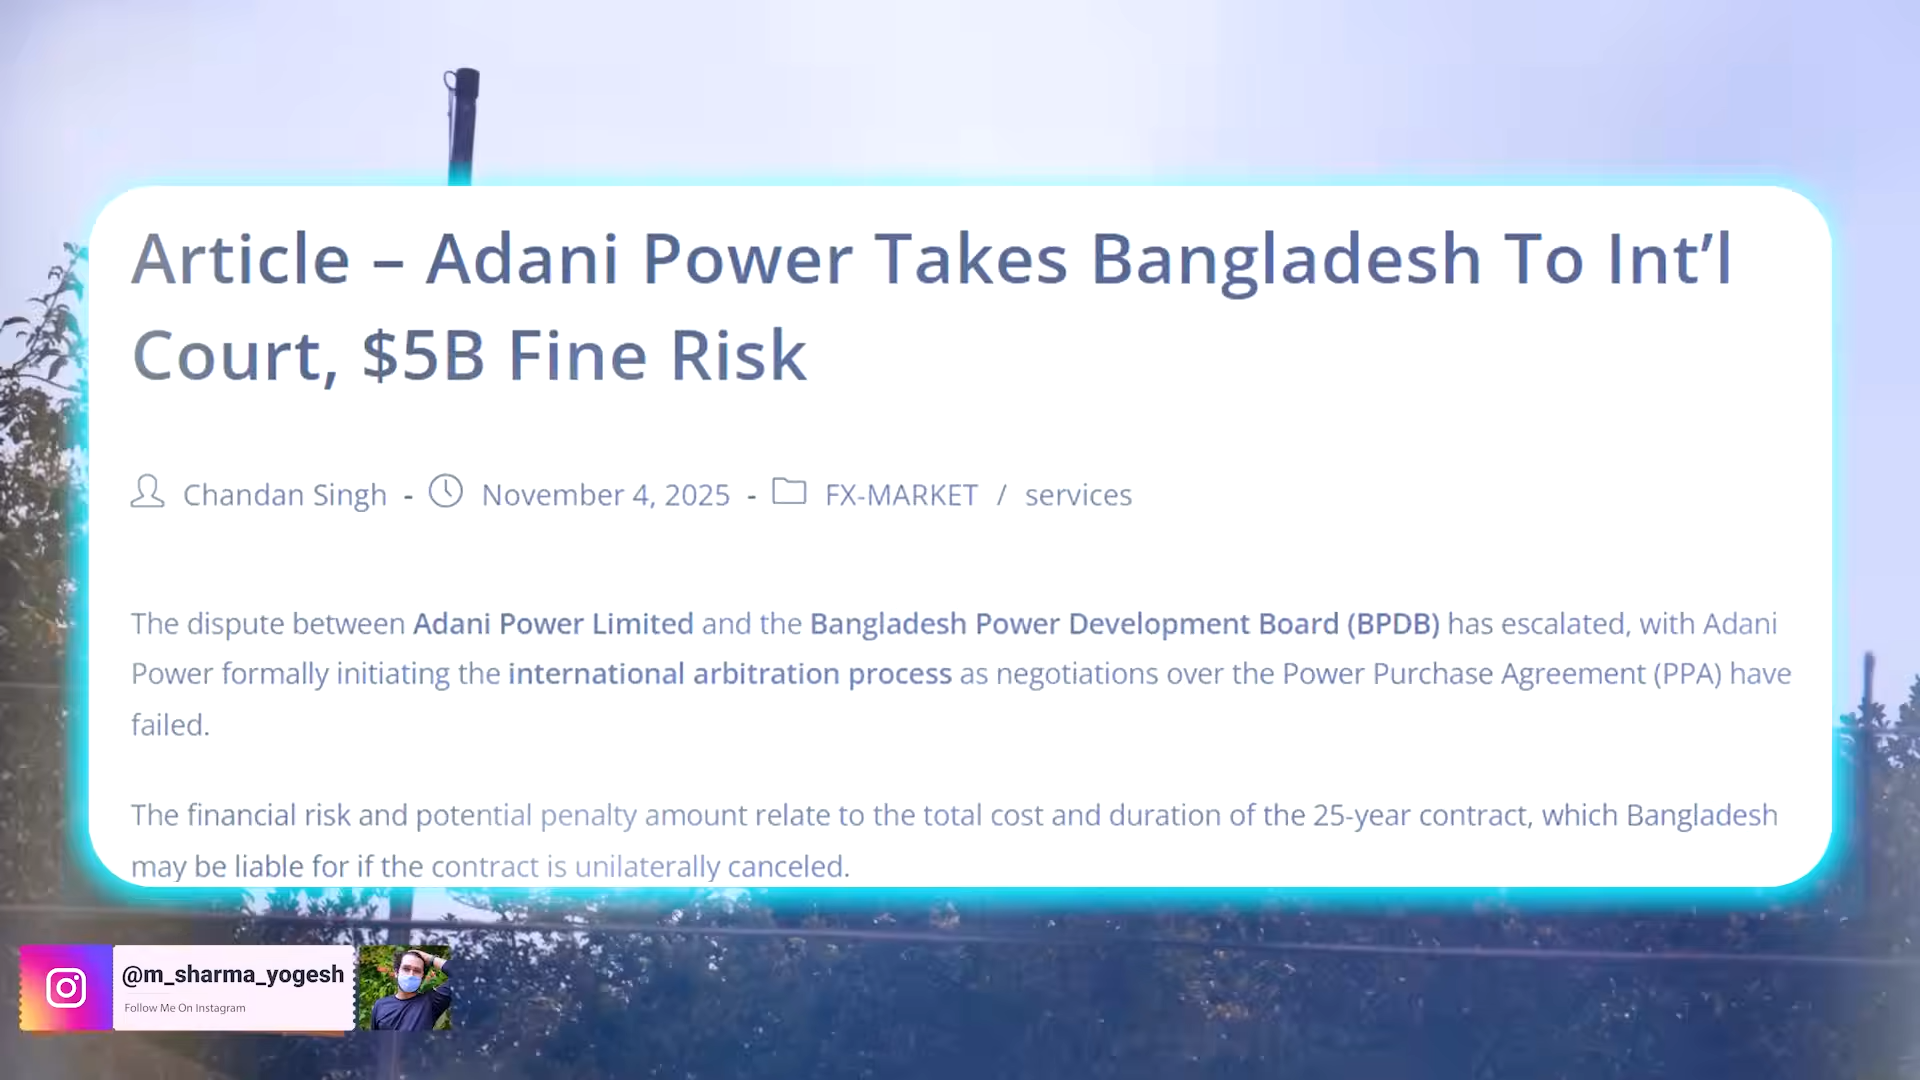 Article – Adani Power Takes Bangladesh To Int’l
Court, $5B Fine Risk
Chandan Singh - November 4, 2025 - FX-MARKET / services
The dispute between Adani Power Limited and the Bangladesh Power Development Board (BPDB) has escalated, with Adani
Power formally initiating the international arbitration process as negotiations over the Power Purchase Agreement (PPA) have
failed.
The financial risk and potential penalty amount relate to the total cost and duration of the 25-year contract, which Bangladesh
may be liable for if the contract is unilaterally canceled.
@m_sharma_yogesh
Follow Me On Instagram